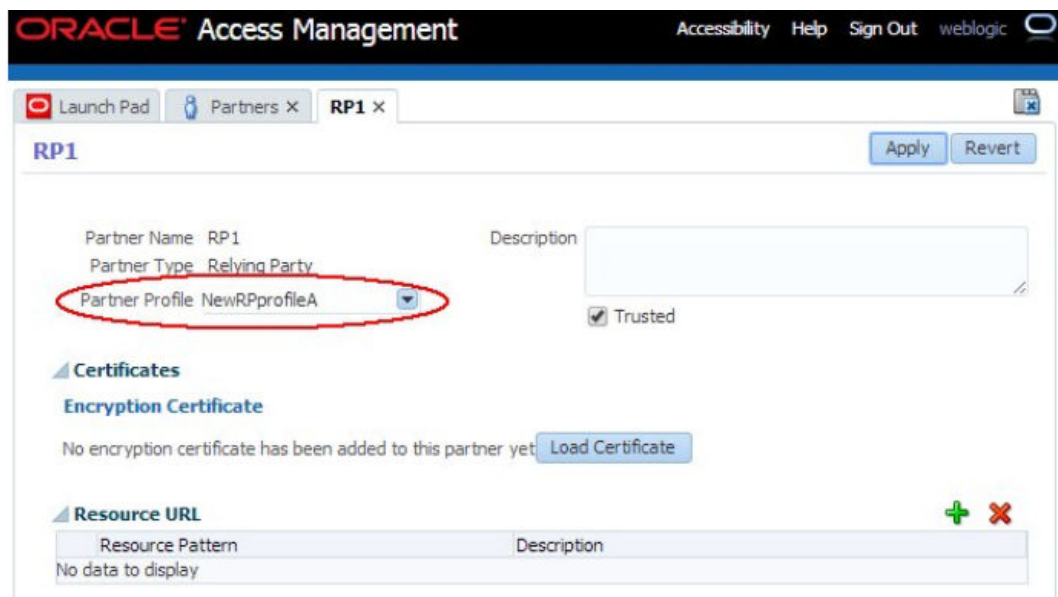 ORACLE Access Management Accessibility Help Sign Out weblogic
Launch Pad Partners × RP1 ×
RP1 Apply Revert
Partner Name RP1 Description
Partner Type Relying Party
Partner Profile NewRPprofileA
Trusted
Certificates
Encryption Certificate
No encryption certificate has been added to this partner yet Load Certificate
Resource URL
Resource Pattern Description
No data to display